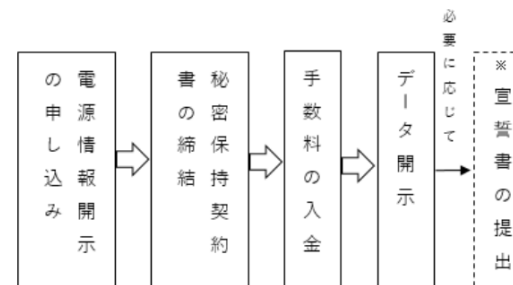 電源情報開示
の申し込み
秘密保持契約
書の締結
手数料の入金
データ開示
必要に応じて
※宣誓書の提出